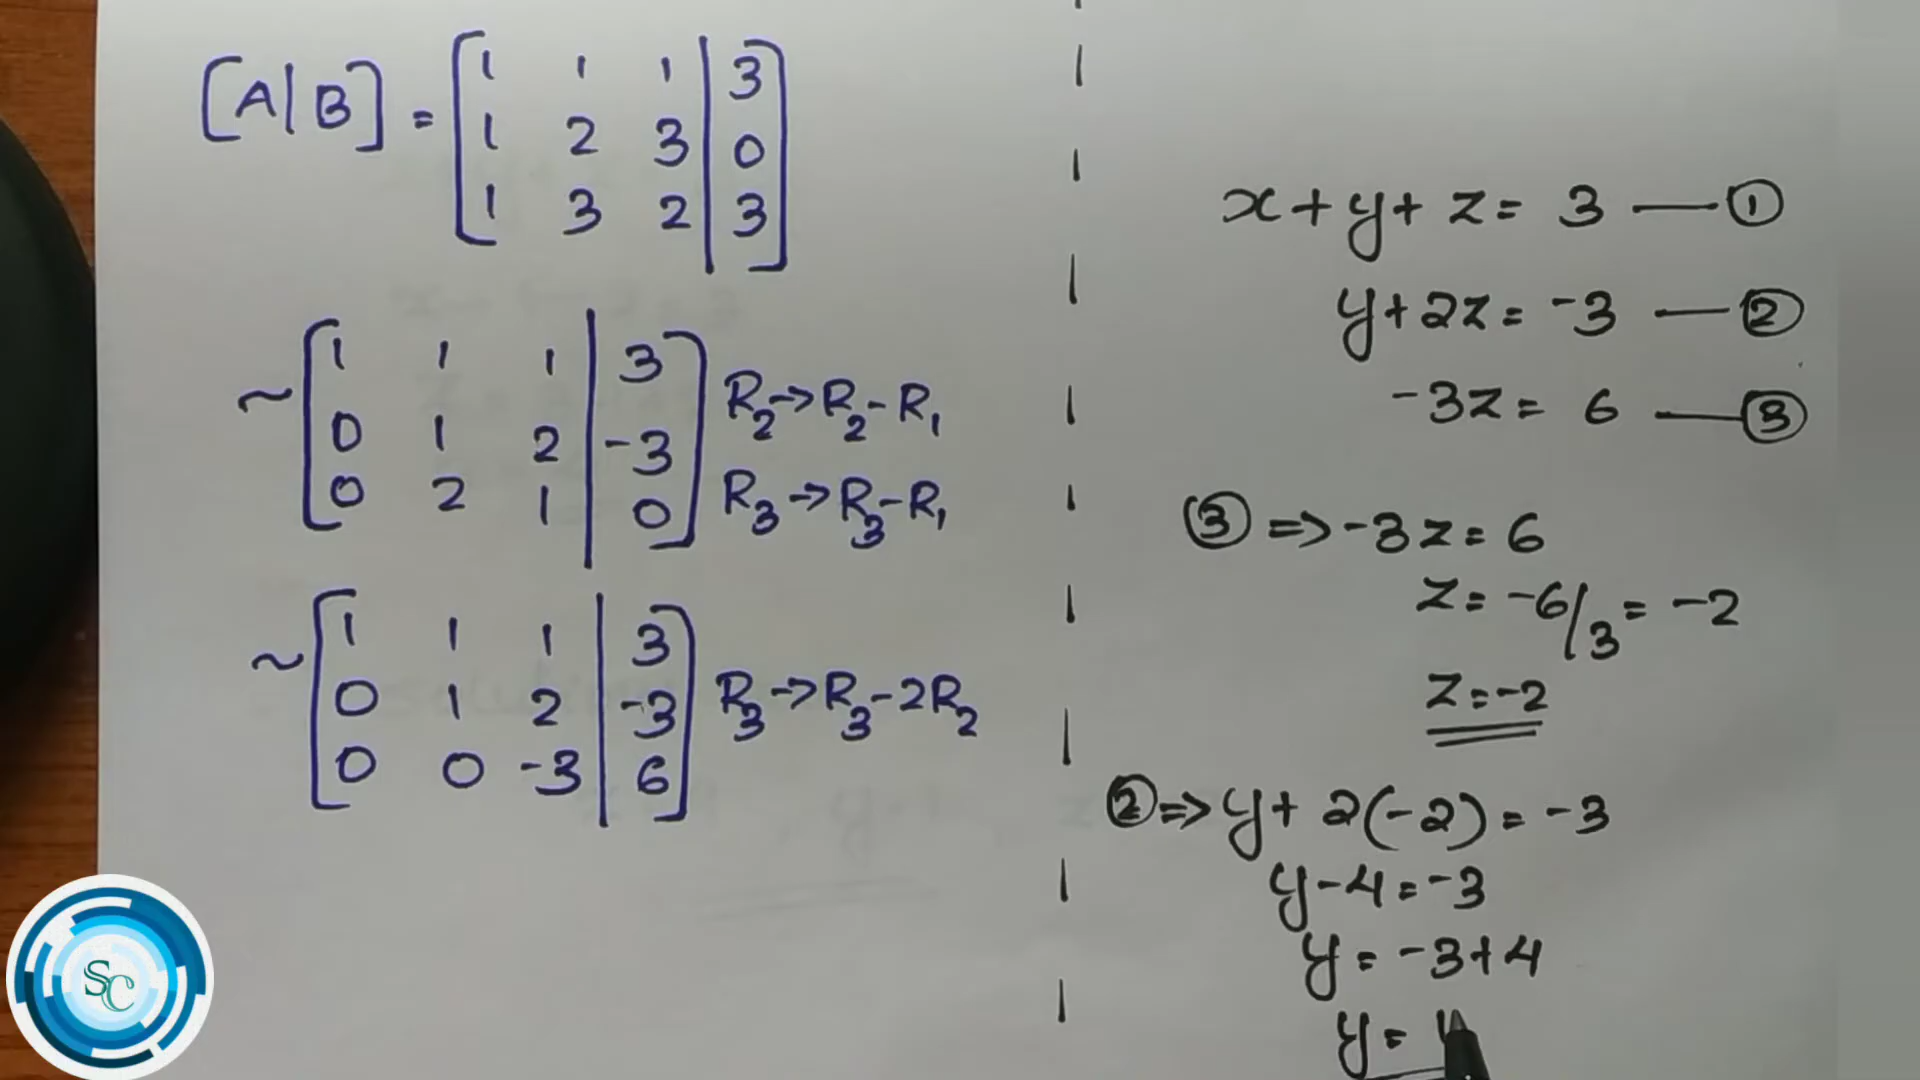 [A|B] = [1 1 1 | 3
1 2 3 | 0
1 3 2 | 3]
~ [1 1 1 | 3
0 1 2 | -3
0 2 1 | 0]
R₂→R₂-R₁
R₃→R₃-R₁
~ [1 1 1 | 3
0 1 2 | -3
0 0 -3 | 6]
R₃→R₃-2R₂
x+y+z= 3 — ①
y+2z= -3 — ②
-3z= 6 — ③
③ => -3z= 6
z= -6/3 = -2
z=-2
② => y+ 2(-2)= -3
y-4=-3
y= -3+4
y=
SC